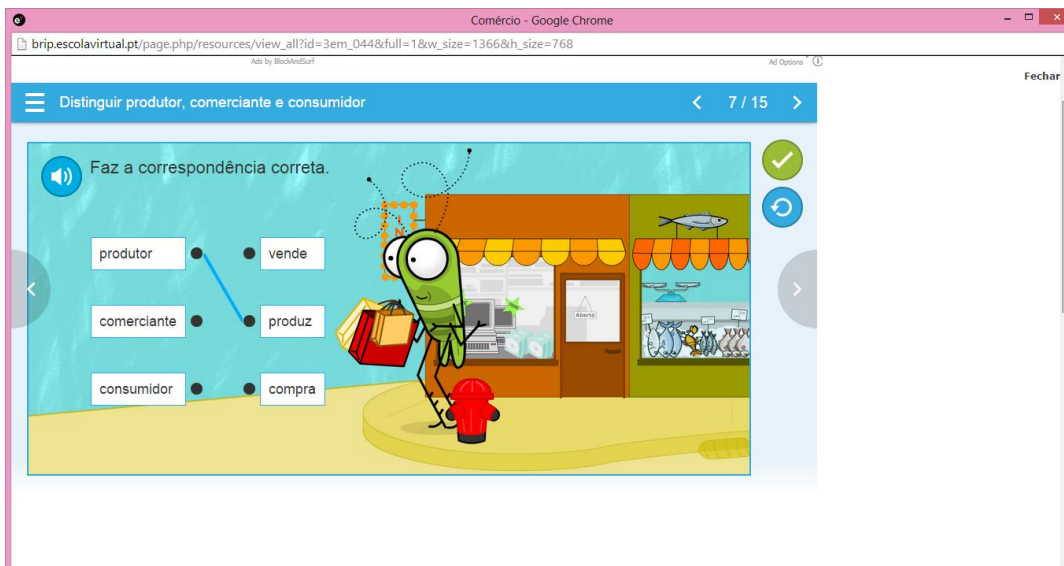 Comércio - Google Chrome
brip.escolavirtual.pt/page.php/resources/view_all?id=3em_044&full=1&w_size=1366&h_size=768
Ads by BlockAndSurf
Ad Options
Fechar
Distinguir produtor, comerciante e consumidor
7 / 15
Faz a correspondência correta.
produtor
vende
comerciante
produz
consumidor
compra
Aberto